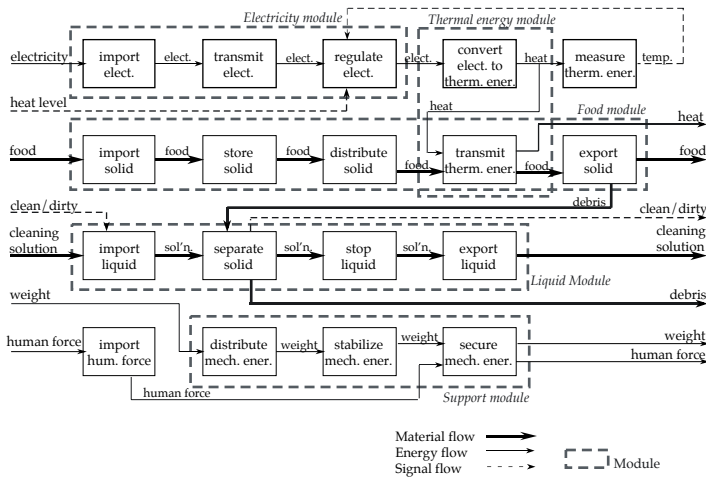 Electricity module
Thermal energy module
electricity
import
elect.
elect.
transmit
elect.
elect.
regulate
elect.
elect.
convert
elect. to
therm. ener.
heat
measure
therm. ener.
temp.
heat level
heat
Food module
heat
food
import
solid
food
store
solid
food
distribute
solid
food
transmit
therm. ener.
food
export
solid
food
debris
clean/dirty
clean/dirty
cleaning
solution
import
liquid
sol'n.
separate
solid
sol'n.
stop
liquid
sol'n.
export
liquid
cleaning
solution
Liquid Module
debris
weight
human force
import
hum. force
distribute
mech. ener.
weight
stabilize
mech. ener.
weight
secure
mech. ener.
weight
human force
human force
Support module
Material flow
Energy flow
Signal flow
Module